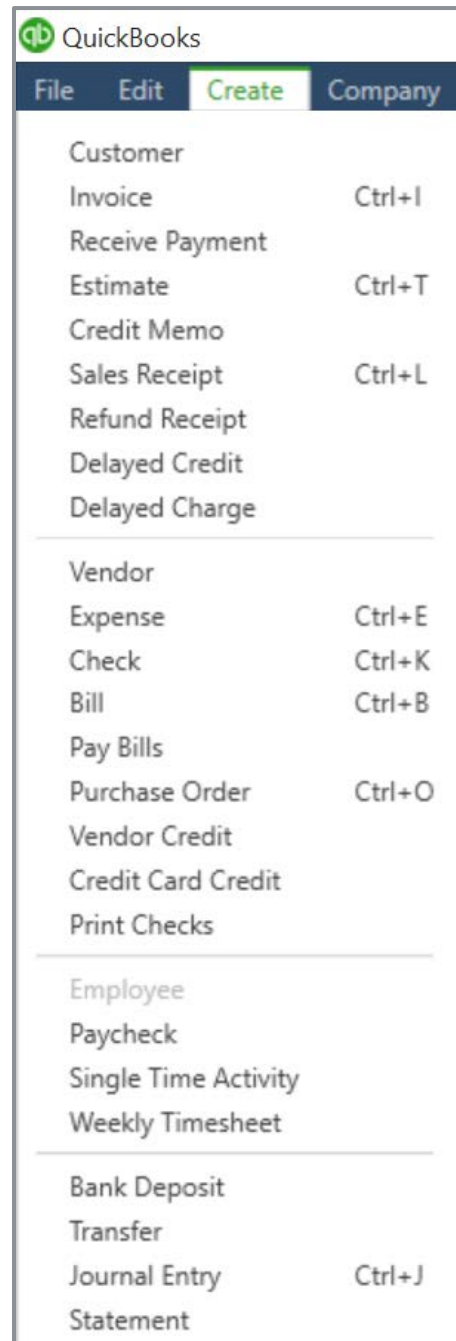 qb QuickBooks
File Edit Create Company
Customer
Invoice Ctrl+I
Receive Payment
Estimate Ctrl+T
Credit Memo
Sales Receipt Ctrl+L
Refund Receipt
Delayed Credit
Delayed Charge
Vendor
Expense Ctrl+E
Check Ctrl+K
Bill Ctrl+B
Pay Bills
Purchase Order Ctrl+O
Vendor Credit
Credit Card Credit
Print Checks
Employee
Paycheck
Single Time Activity
Weekly Timesheet
Bank Deposit
Transfer
Journal Entry Ctrl+J
Statement